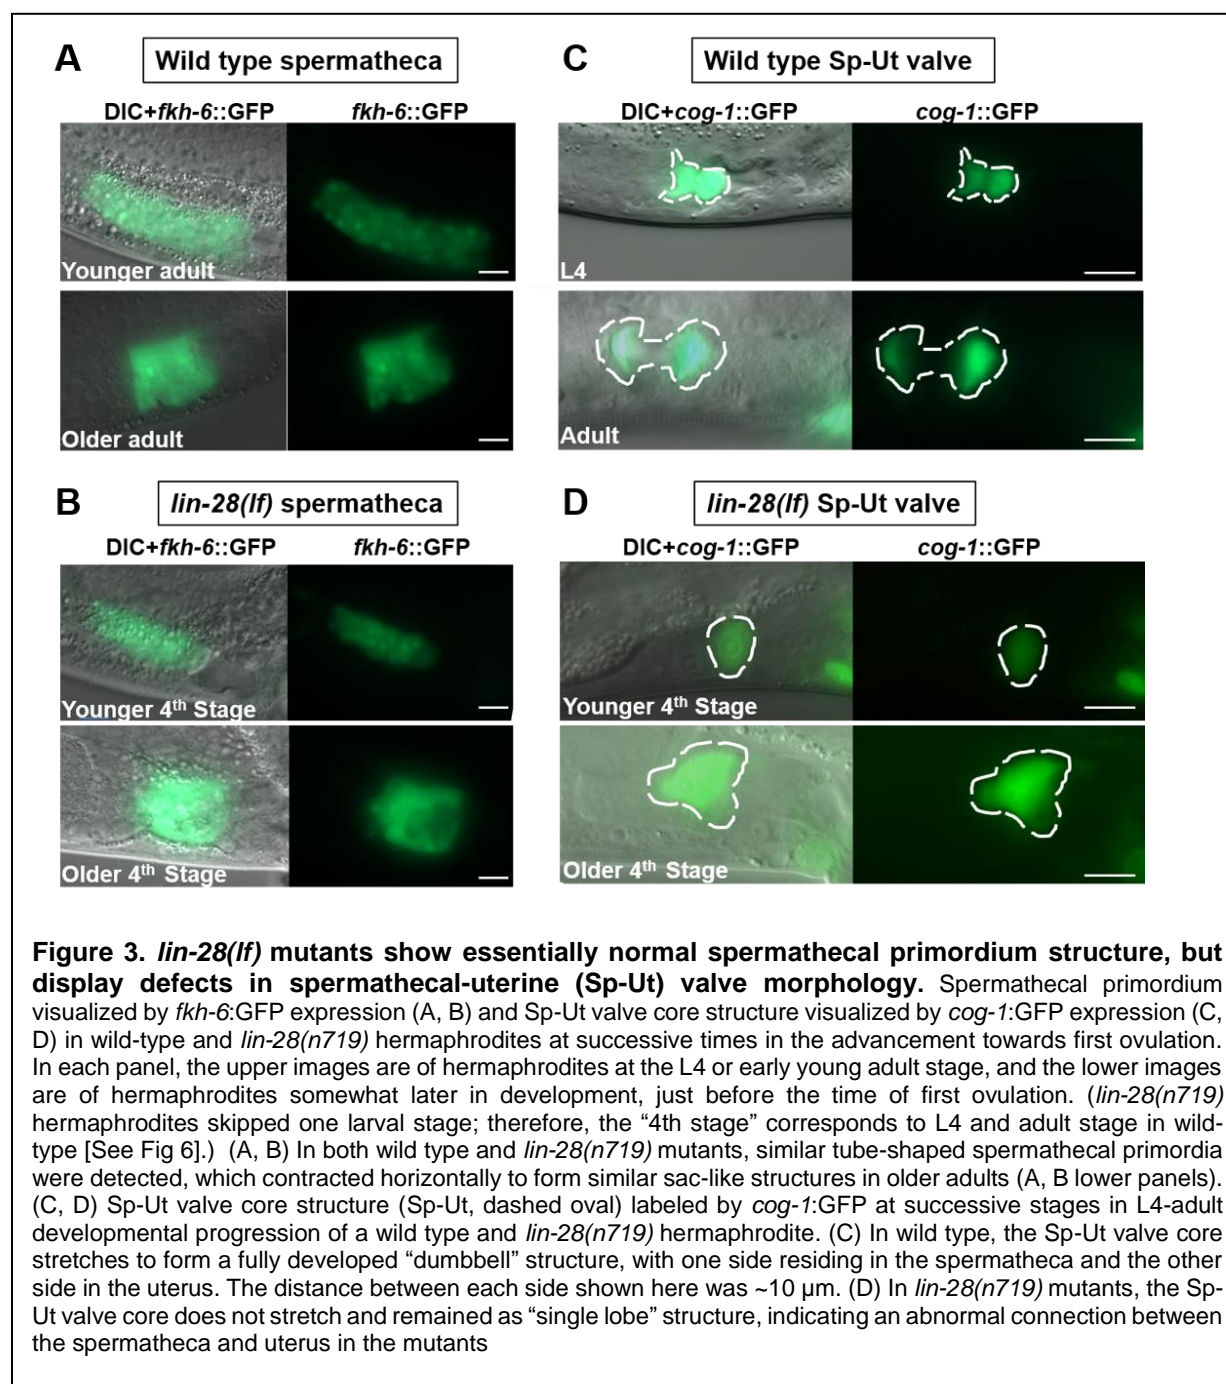 A
Wild type spermatheca
DIC+fkh-6::GFP
fkh-6::GFP
Younger adult
Older adult
C
Wild type Sp-Ut valve
DIC+cog-1::GFP
cog-1::GFP
L4
Adult
B
lin-28(lf) spermatheca
DIC+fkh-6::GFP
fkh-6::GFP
Younger 4th Stage
Older 4th Stage
D
lin-28(lf) Sp-Ut valve
DIC+cog-1::GFP
cog-1::GFP
Younger 4th Stage
Older 4th Stage
Figure 3. lin-28(lf) mutants show essentially normal spermathecal primordium structure, but
display defects in spermathecal-uterine (Sp-Ut) valve morphology. Spermathecal primordium
visualized by fkh-6:GFP expression (A, B) and Sp-Ut valve core structure visualized by cog-1:GFP expression (C,
D) in wild-type and lin-28(n719) hermaphrodites at successive times in the advancement towards first ovulation.
In each panel, the upper images are of hermaphrodites at the L4 or early young adult stage, and the lower images
are of hermaphrodites somewhat later in development, just before the time of first ovulation. (lin-28(n719)
hermaphrodites skipped one larval stage; therefore, the “4th stage” corresponds to L4 and adult stage in wild-
type [See Fig 6].) (A, B) In both wild type and lin-28(n719) mutants, similar tube-shaped spermathecal primordia
were detected, which contracted horizontally to form similar sac-like structures in older adults (A, B lower panels).
(C, D) Sp-Ut valve core structure (Sp-Ut, dashed oval) labeled by cog-1:GFP at successive stages in L4-adult
developmental progression of a wild type and lin-28(n719) hermaphrodite. (C) In wild type, the Sp-Ut valve core
stretches to form a fully developed “dumbbell” structure, with one side residing in the spermatheca and the other
side in the uterus. The distance between each side shown here was ~10 µm. (D) In lin-28(n719) mutants, the Sp-
Ut valve core does not stretch and remained as “single lobe” structure, indicating an abnormal connection between
the spermatheca and uterus in the mutants